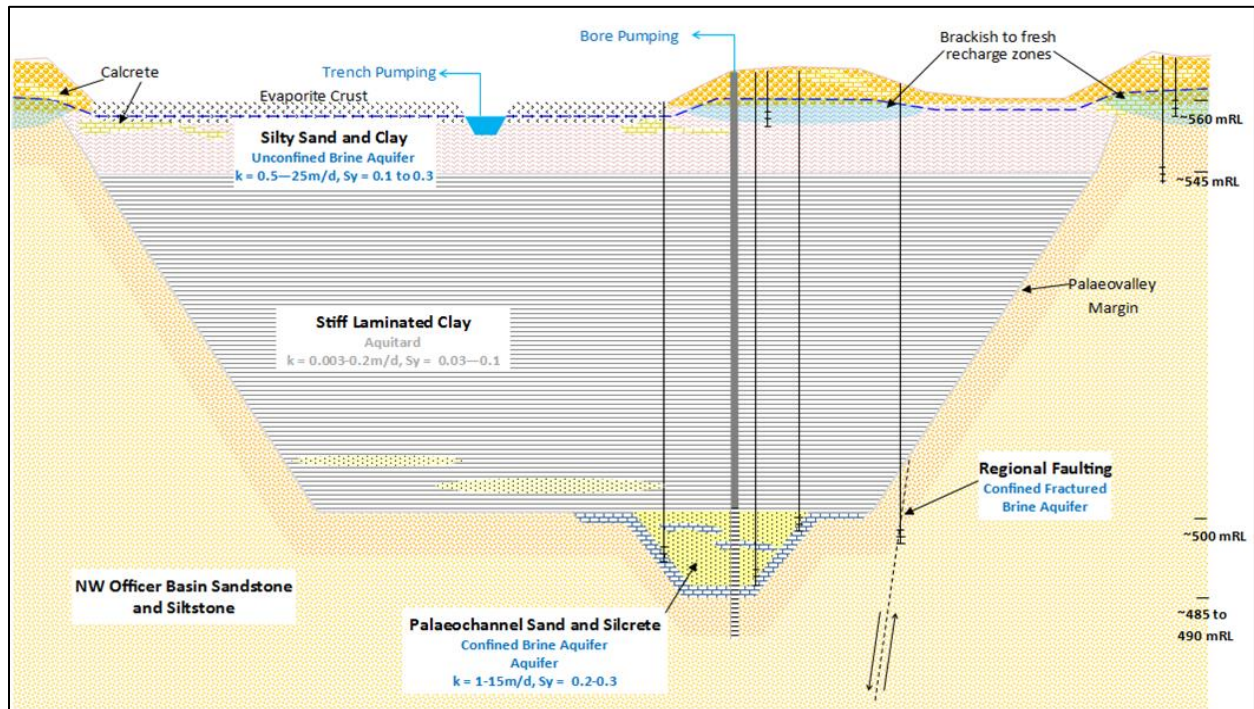 Bore Pumping
Brackish to fresh
recharge zones
Calcrete
Trench Pumping
Evaporite Crust
Silty Sand and Clay
Unconfined Brine Aquifer
k = 0.5—25m/d, Sy = 0.1 to 0.3
~560 mRL
~545 mRL
Palaeovalley
Margin
Stiff Laminated Clay
Aquitard
k = 0.003-0.2m/d, Sy = 0.03—0.1
Regional Faulting
Confined Fractured
Brine Aquifer
~500 mRL
NW Officer Basin Sandstone
and Siltstone
Palaeochannel Sand and Silcrete
Confined Brine Aquifer
Aquifer
k = 1-15m/d, Sy = 0.2-0.3
~485 to
490 mRL